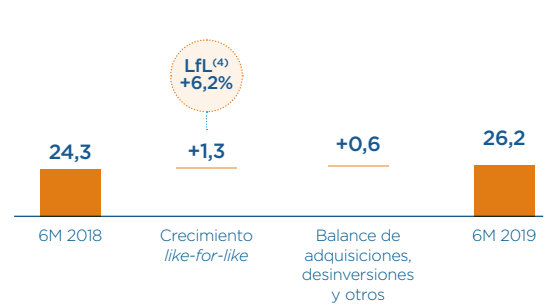 LfL(4)
+6,2%
24,3
+1,3
+0,6
26,2
6M 2018
Crecimiento
like-for-like
Balance de
adquisiciones,
desinversiones
y otros
6M 2019